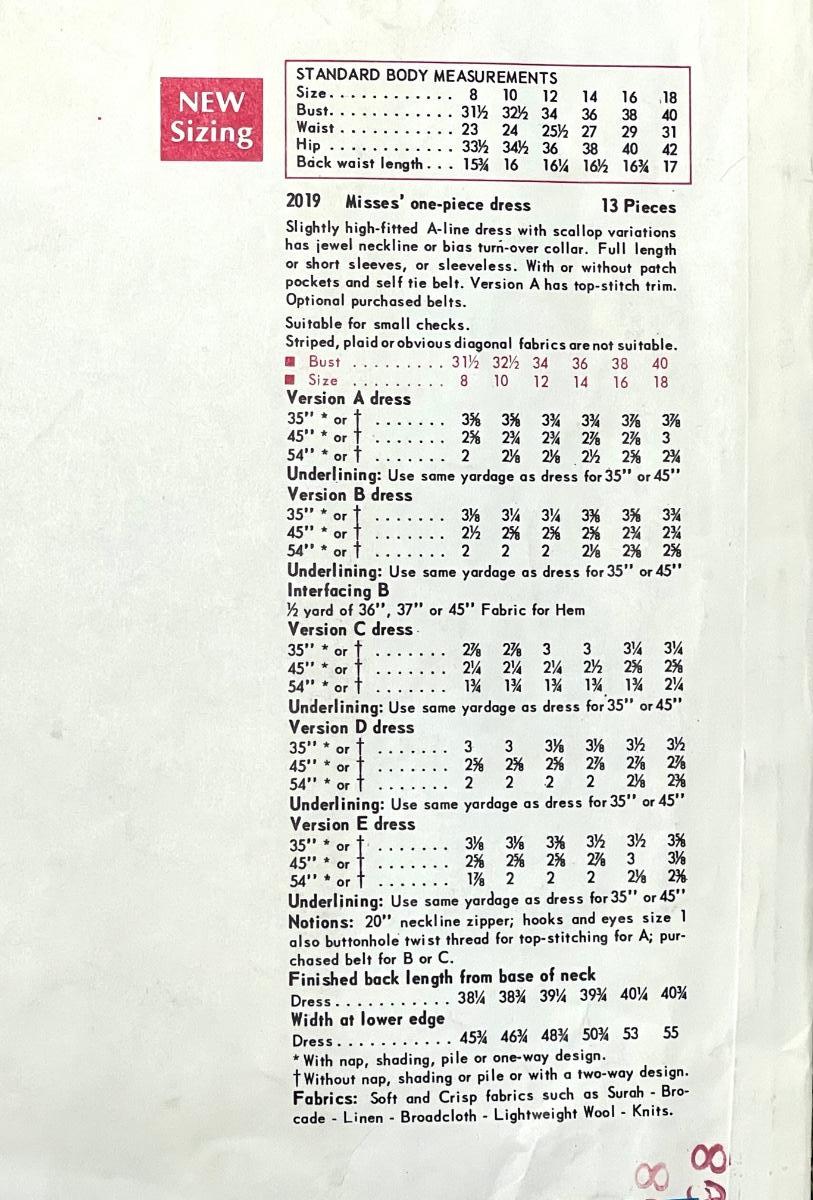 NEW
Sizing
STANDARD BODY MEASUREMENTS
Size. . . . . . . . . . . . 8 10 12 14 16 18
Bust. . . . . . . . . . . . 31½ 32½ 34 36 38 40
Waist . . . . . . . . . . . 23 24 25½ 27 29 31
Hip . . . . . . . . . . . . 33½ 34½ 36 38 40 42
Back waist length . . . 15¾ 16 16¼ 16½ 16¾ 17
2019 Misses' one-piece dress 13 Pieces
Slightly high-fitted A-line dress with scallop variations
has jewel neckline or bias turn-over collar. Full length
or short sleeves, or sleeveless. With or without patch
pockets and self tie belt. Version A has top-stitch trim.
Optional purchased belts.
Suitable for small checks.
Striped, plaid or obvious diagonal fabrics are not suitable.
Bust . . . . . . . . . 31½ 32½ 34 36 38 40
Size . . . . . . . . . 8 10 12 14 16 18
Version A dress
35'' * or † . . . . . . . 3⅝ 3⅝ 3¾ 3¾ 3⅞ 3⅞
45'' * or † . . . . . . . 2⅝ 2¾ 2¾ 2⅞ 2⅞ 3
54'' * or † . . . . . . . 2 2⅛ 2⅛ 2½ 2⅝ 2¾
Underlining: Use same yardage as dress for 35'' or 45''
Version B dress
35'' * or † . . . . . . . 3⅛ 3¼ 3¼ 3⅜ 3⅝ 3¾
45'' * or † . . . . . . . 2½ 2⅝ 2⅝ 2⅝ 2¾ 2¾
54'' * or † . . . . . . . 2 2 2 2⅛ 2⅜ 2⅝
Underlining: Use same yardage as dress for 35'' or 45''
Interfacing B
½ yard of 36'', 37'' or 45'' Fabric for Hem
Version C dress
35'' * or † . . . . . . . 2⅞ 2⅞ 3 3 3¼ 3¼
45'' * or † . . . . . . . 2¼ 2¼ 2¼ 2½ 2⅝ 2⅝
54'' * or † . . . . . . . 1¾ 1¾ 1¾ 1¾ 1¾ 2¼
Underlining: Use same yardage as dress for 35'' or 45''
Version D dress
35'' * or † . . . . . . . 3 3 3⅛ 3⅛ 3½ 3½
45'' * or † . . . . . . . 2⅝ 2⅝ 2⅝ 2⅞ 2⅞ 2⅞
54'' * or † . . . . . . . 2 2 2 2 2⅛ 2⅜
Underlining: Use same yardage as dress for 35'' or 45''
Version E dress
35'' * or † . . . . . . . 3⅛ 3⅛ 3⅜ 3½ 3½ 3⅝
45'' * or † . . . . . . . 2⅝ 2⅝ 2⅝ 2⅞ 3 3⅛
54'' * or † . . . . . . . 1⅞ 2 2 2 2⅛ 2⅜
Underlining: Use same yardage as dress for 35'' or 45''
Notions: 20'' neckline zipper; hooks and eyes size 1
also buttonhole twist thread for top-stitching for A; pur-
chased belt for B or C.
Finished back length from base of neck
Dress . . . . . . . . . . . 38¼ 38¾ 39¼ 39¾ 40¼ 40¾
Width at lower edge
Dress . . . . . . . . . . . 45¾ 46¾ 48¾ 50¾ 53 55
* With nap, shading, pile or one-way design.
† Without nap, shading or pile or with a two-way design.
Fabrics: Soft and Crisp fabrics such as Surah - Bro-
cade - Linen - Broadcloth - Lightweight Wool - Knits.